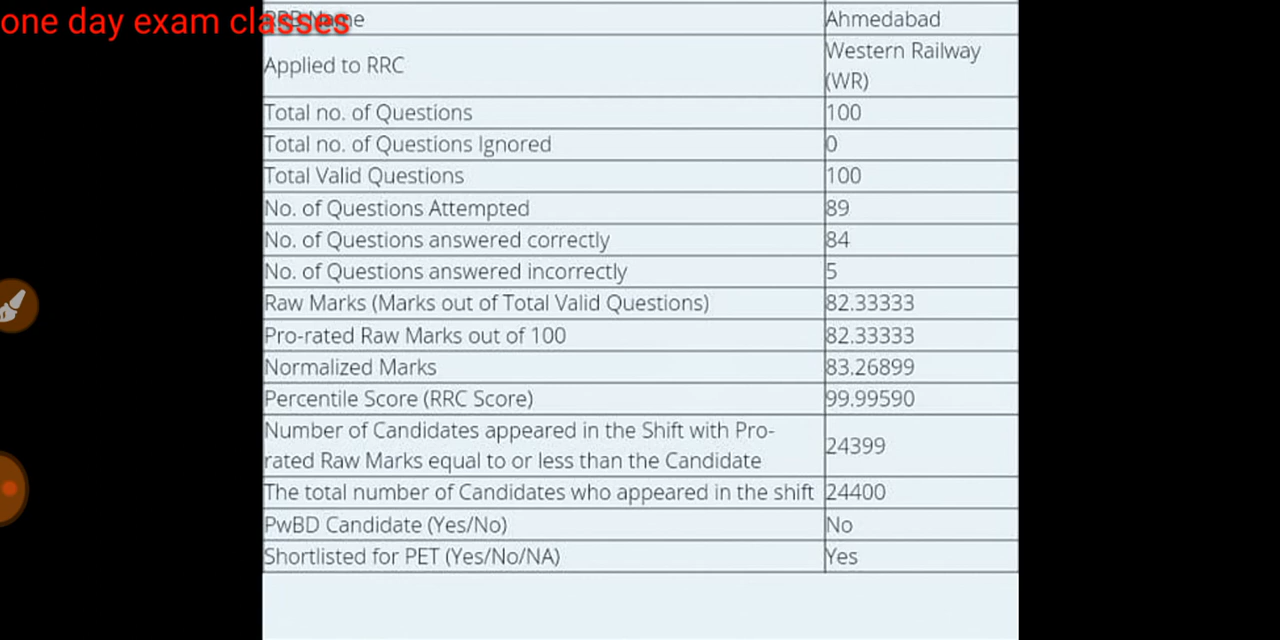 one day exam classes
Name
Ahmedabad
Applied to RRC
Western Railway
(WR)
Total no. of Questions
100
Total no. of Questions Ignored
0
Total Valid Questions
100
No. of Questions Attempted
89
No. of Questions answered correctly
84
No. of Questions answered incorrectly
5
Raw Marks (Marks out of Total Valid Questions)
82.33333
Pro-rated Raw Marks out of 100
82.33333
Normalized Marks
83.26899
Percentile Score (RRC Score)
99.99590
Number of Candidates appeared in the Shift with Pro-
rated Raw Marks equal to or less than the Candidate
24399
The total number of Candidates who appeared in the shift
24400
PwBD Candidate (Yes/No)
No
Shortlisted for PET (Yes/No/NA)
Yes